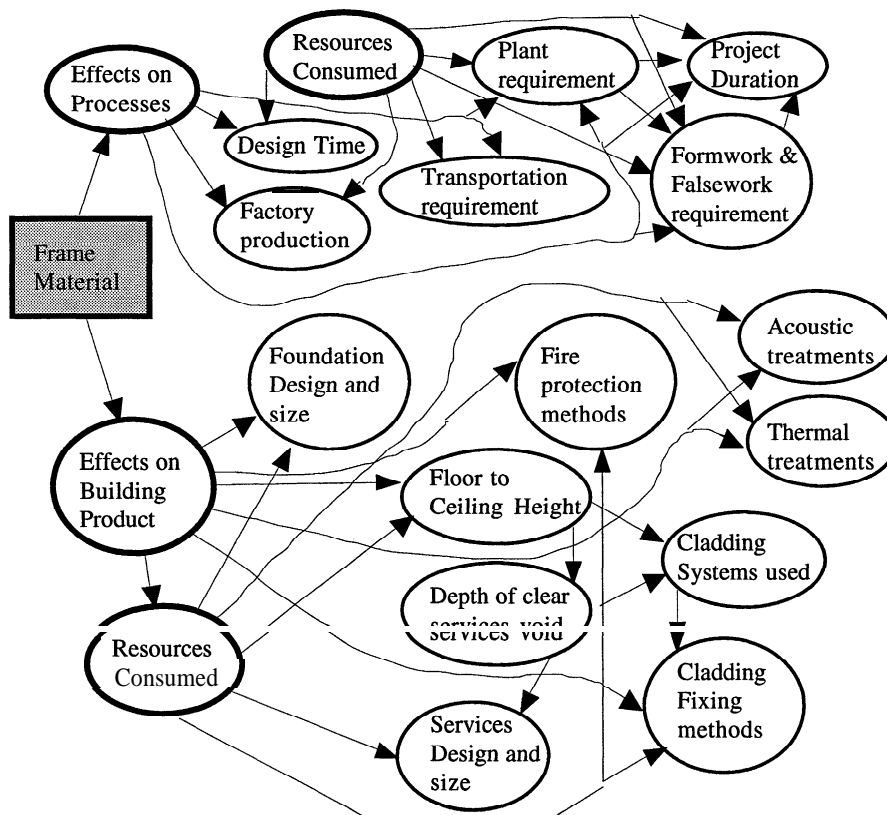 Resources
Consumed
Effects on
Processes
Plant
requirement
Project
Duration
Design Time
Transportation
requirement
Formwork &
Falsework
requirement
Factory
production
Frame
Material
Foundation
Design and
size
Fire
protection
methods
Acoustic
treatments
Thermal
treatments
Effects on
Building
Product
Floor to
Ceiling Height
Cladding
Systems used
Depth of clear
services void
Resources
Consumed
Cladding
Fixing
methods
Services
Design and
size